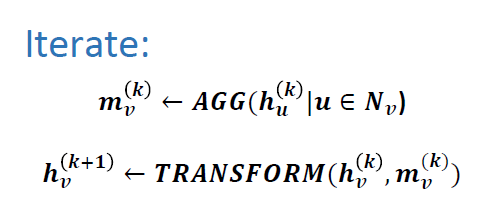 Iterate:
m_v^(k) ← AGG(h_u^(k)|u ∈ N_v)
h_v^(k+1) ← TRANSFORM(h_v^(k), m_v^(k))